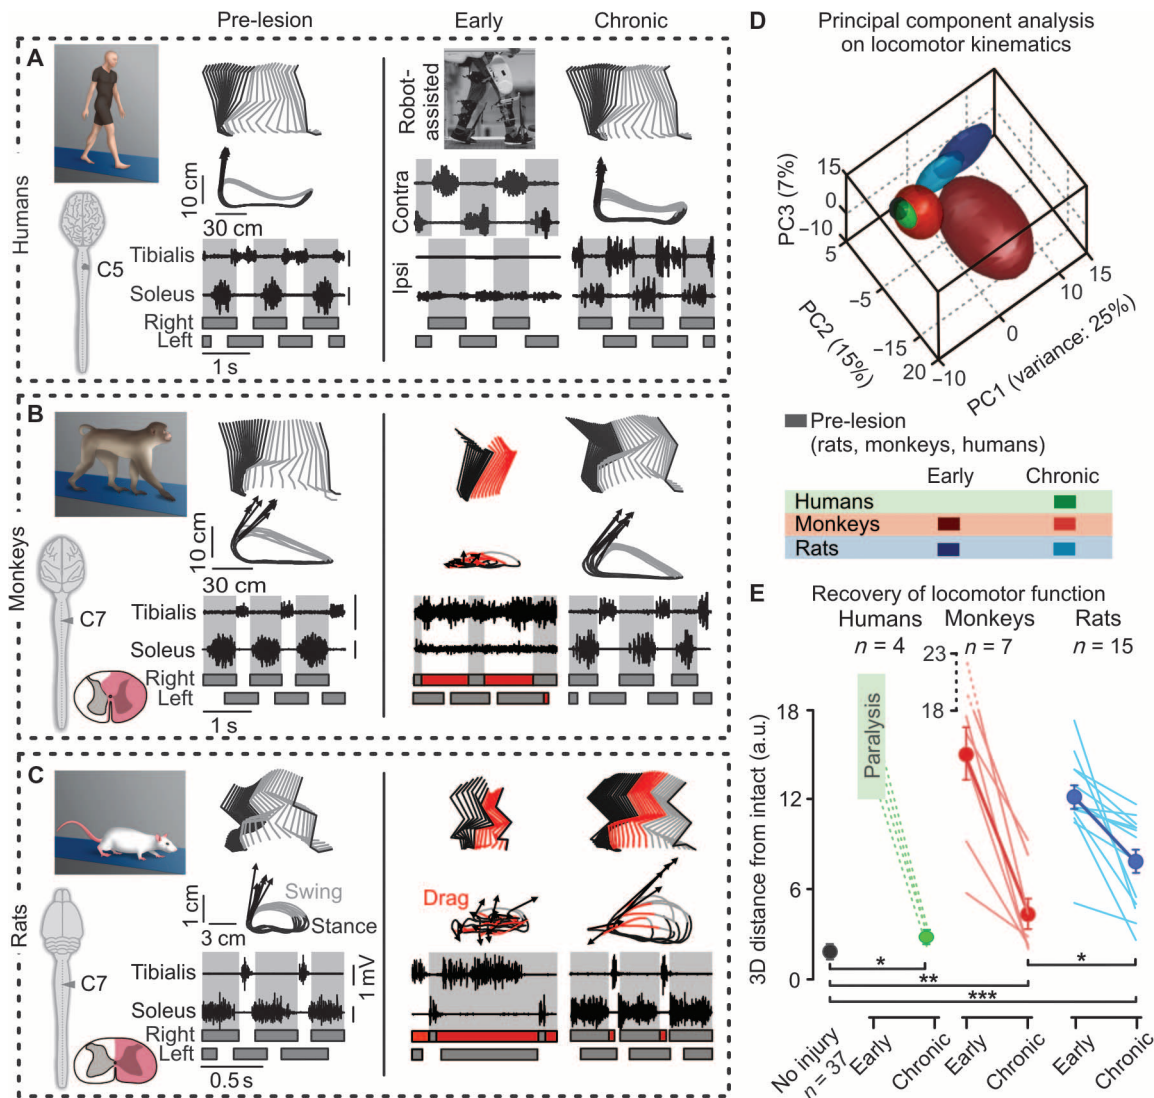 Pre-lesion
Early
Chronic
A
Humans
C5
10 cm
30 cm
Tibialis
Soleus
Right
Left
1 s
Robot-
assisted
Contra
Ipsi
B
Monkeys
C7
10 cm
30 cm
Tibialis
Soleus
Right
Left
1 s
C
Rats
C7
1 cm
3 cm
Swing
Stance
Drag
Tibialis
Soleus
1 mV
Right
Left
0.5 s
D
Principal component analysis
on locomotor kinematics
PC3 (7%)
15
0
-10
5
-5
-15
20
PC2 (15%)
-10
0
10
15
PC1 (variance: 25%)
Pre-lesion
(rats, monkeys, humans)
Early Chronic
Humans
Monkeys
Rats
E
Recovery of locomotor function
Humans Monkeys Rats
n = 4 n = 7 n = 15
23
18
18
12
6
0
3D distance from intact (a.u.)
Paralysis
*
**
*
***
No injury
n = 37
Early
Chronic
Early
Chronic
Early
Chronic